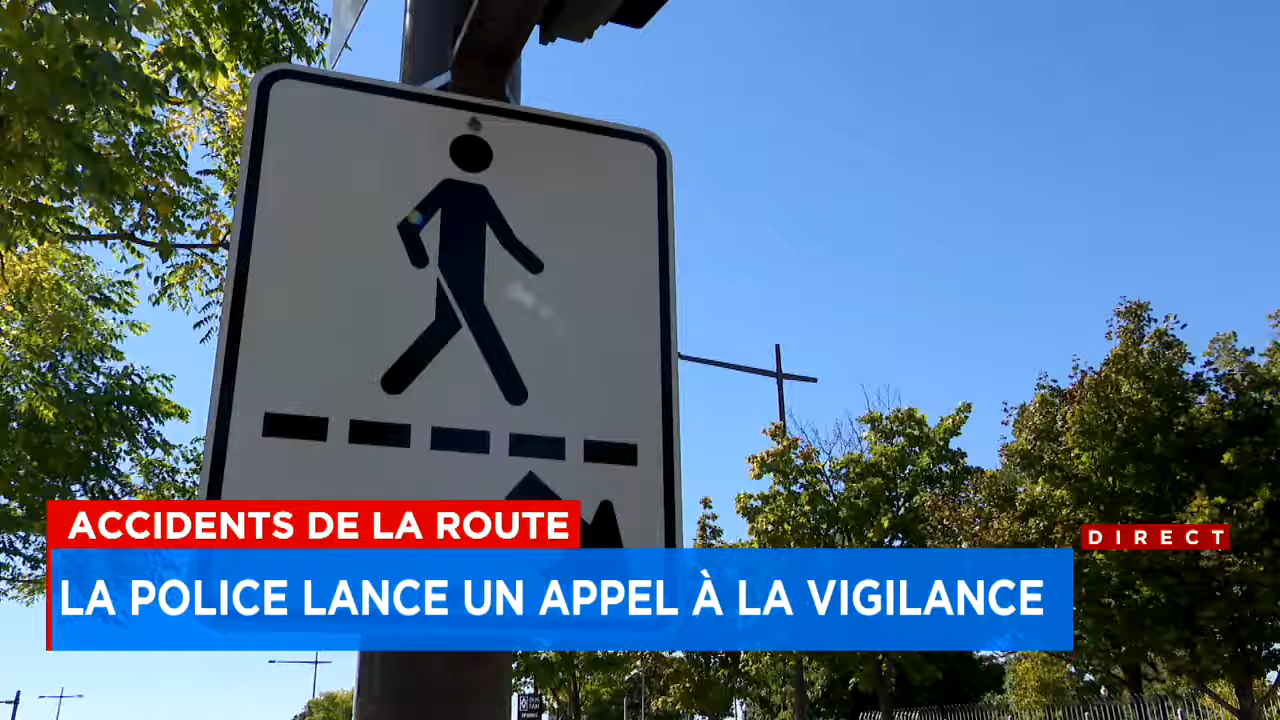 ACCIDENTS DE LA ROUTE
DIRECT
LA POLICE LANCE UN APPEL À LA VIGILANCE